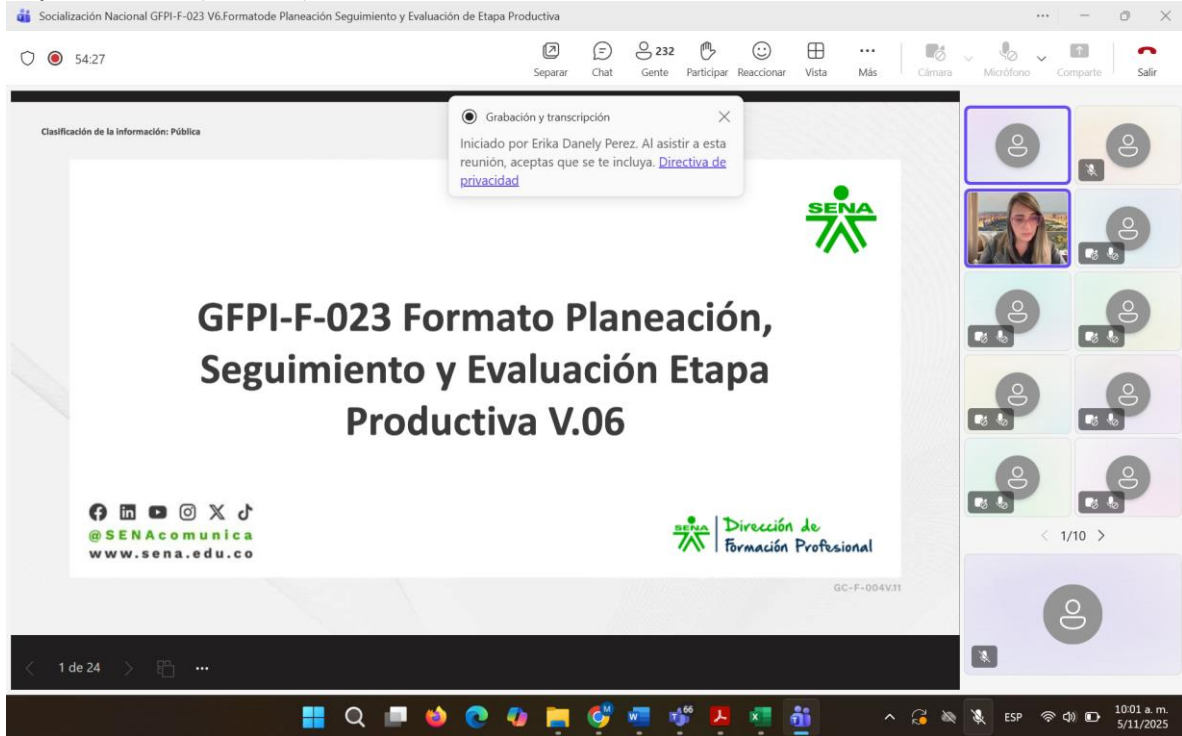 Socialización Nacional GFPI-F-023 V6.Formatode Planeación Seguimiento y Evaluación de Etapa Productiva
54:27
Separar
Chat
232
Gente
Participar
Reaccionar
Vista
Más
Cámara
Micrófono
Comparte
Salir
Grabación y transcripción
Iniciado por Erika Danely Perez. Al asistir a esta
reunión, aceptas que se te incluya. Directiva de
privacidad
Clasificación de la información: Pública
SENA
GFPI-F-023 Formato Planeación,
Seguimiento y Evaluación Etapa
Productiva V.06
@SENAcomunica
www.sena.edu.co
SENA
Dirección de
Formación Profesional
GC-F-004V.11
1/10
1 de 24
66
ESP
10:01 a. m.
5/11/2025